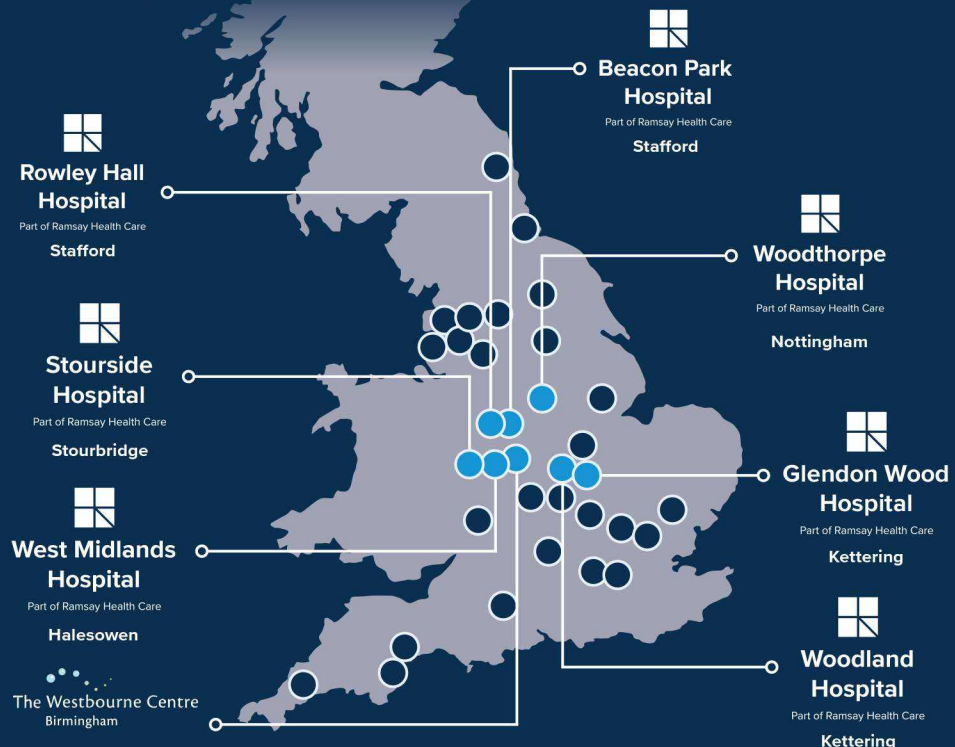 Beacon Park
Hospital
Part of Ramsay Health Care
Stafford
Rowley Hall
Hospital
Part of Ramsay Health Care
Stafford
Woodthorpe
Hospital
Part of Ramsay Health Care
Nottingham
Stourside
Hospital
Part of Ramsay Health Care
Stourbridge
Glendon Wood
Hospital
Part of Ramsay Health Care
Kettering
West Midlands
Hospital
Part of Ramsay Health Care
Halesowen
Woodland
Hospital
Part of Ramsay Health Care
Kettering
The Westbourne Centre
Birmingham